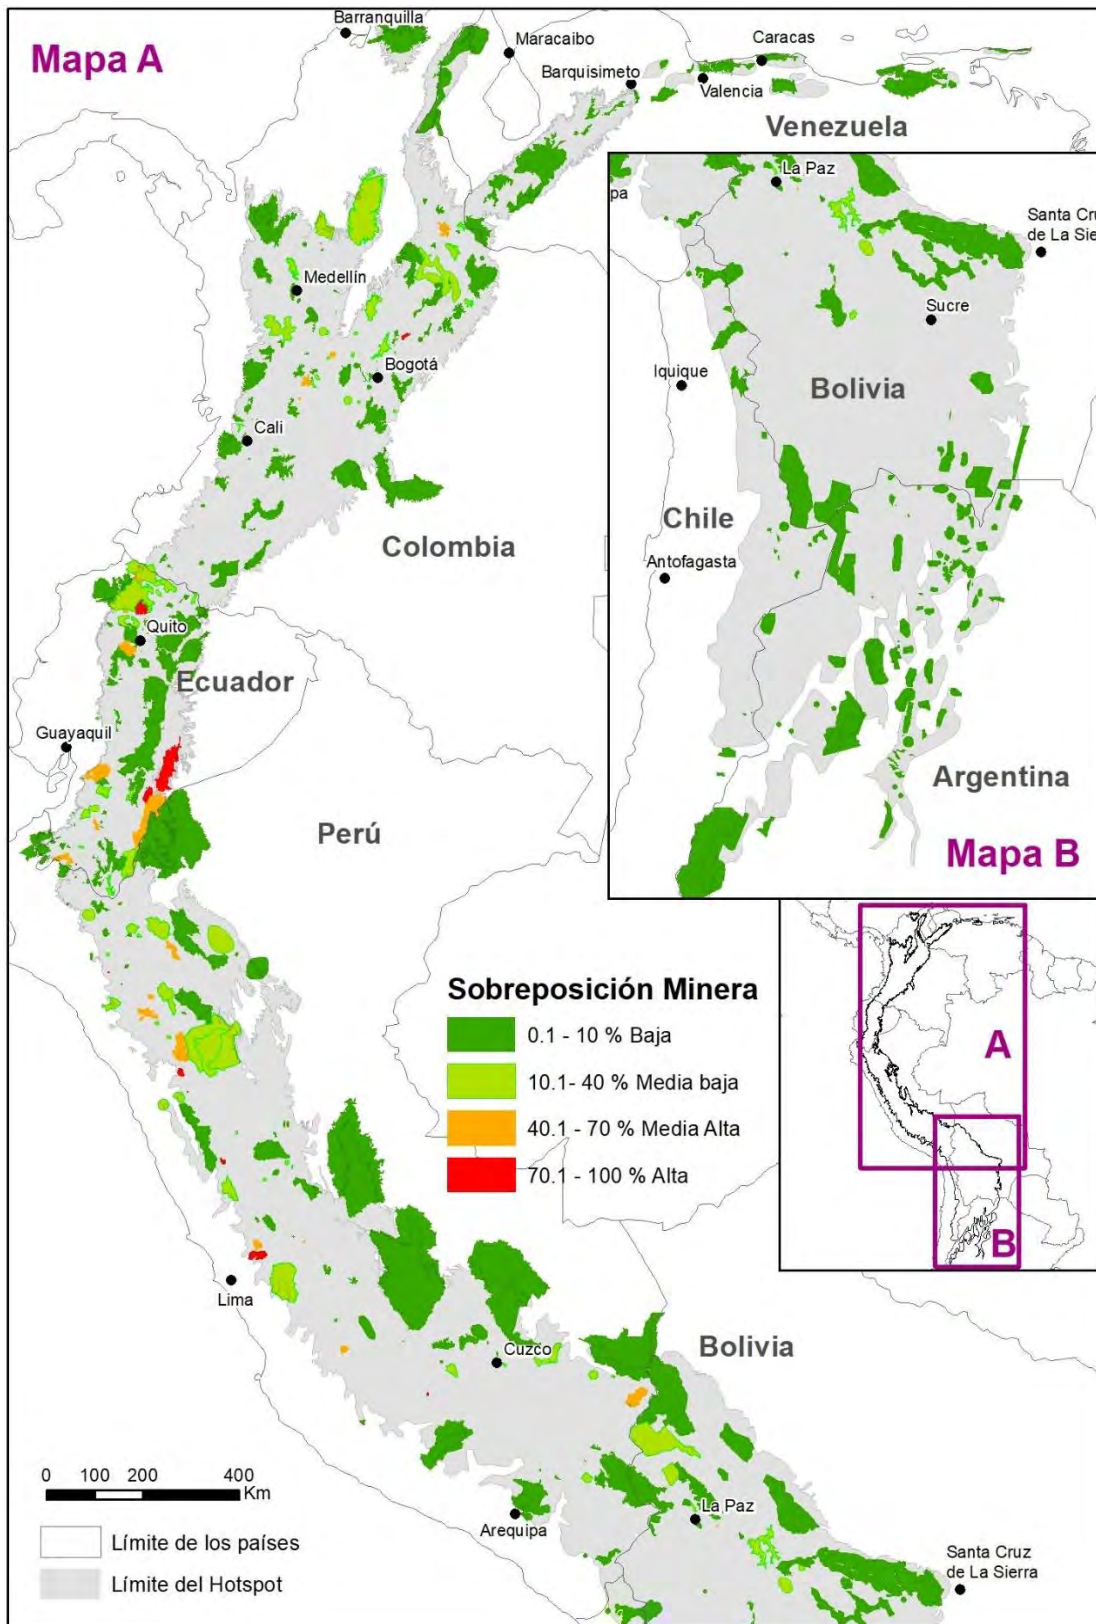 Mapa A
Barranquilla
Maracaibo
Caracas
Barquisimeto
Valencia
Venezuela
Medellín
Bogotá
Cali
Colombia
Quito
Ecuador
Guayaquil
Perú
La Paz
pa
Santa Cru
de La Sier
Sucre
Iquique
Bolivia
Chile
Antofagasta
Argentina
Mapa B
Sobreposición Minera
0.1 - 10 % Baja
10.1- 40 % Media baja
40.1 - 70 % Media Alta
70.1 - 100 % Alta
A
B
Lima
Cuzco
Bolivia
0 100 200 400
Km
Arequipa
La Paz
Santa Cruz
de La Sierra
Límite de los países
Límite del Hotspot